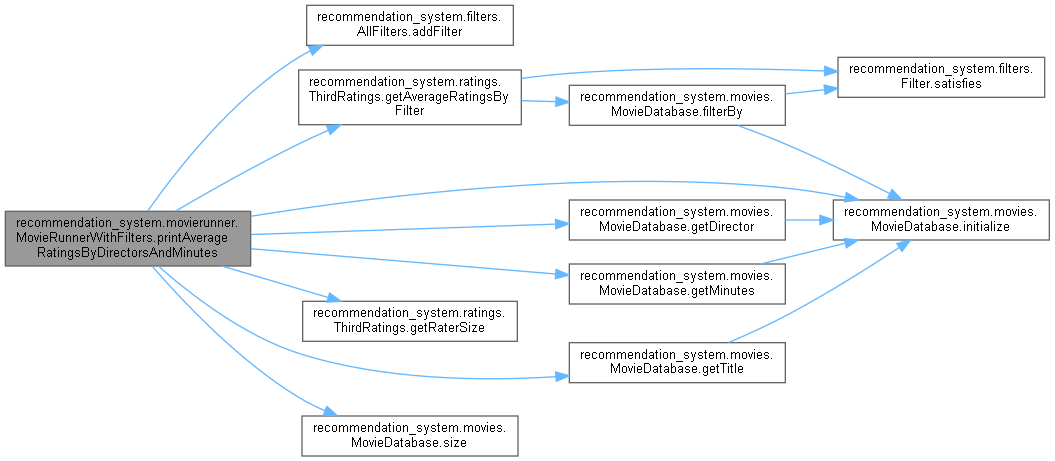 recommendation_system.filters.
AllFilters.addFilter
recommendation_system.ratings.
ThirdRatings.getAverageRatingsBy
Filter
recommendation_system.filters.
Filter.satisfies
recommendation_system.movies.
MovieDatabase.filterBy
recommendation_system.movierunner.
MovieRunnerWithFilters.printAverage
RatingsByDirectorsAndMinutes
recommendation_system.movies.
MovieDatabase.getDirector
recommendation_system.movies.
MovieDatabase.initialize
recommendation_system.movies.
MovieDatabase.getMinutes
recommendation_system.ratings.
ThirdRatings.getRaterSize
recommendation_system.movies.
MovieDatabase.getTitle
recommendation_system.movies.
MovieDatabase.size